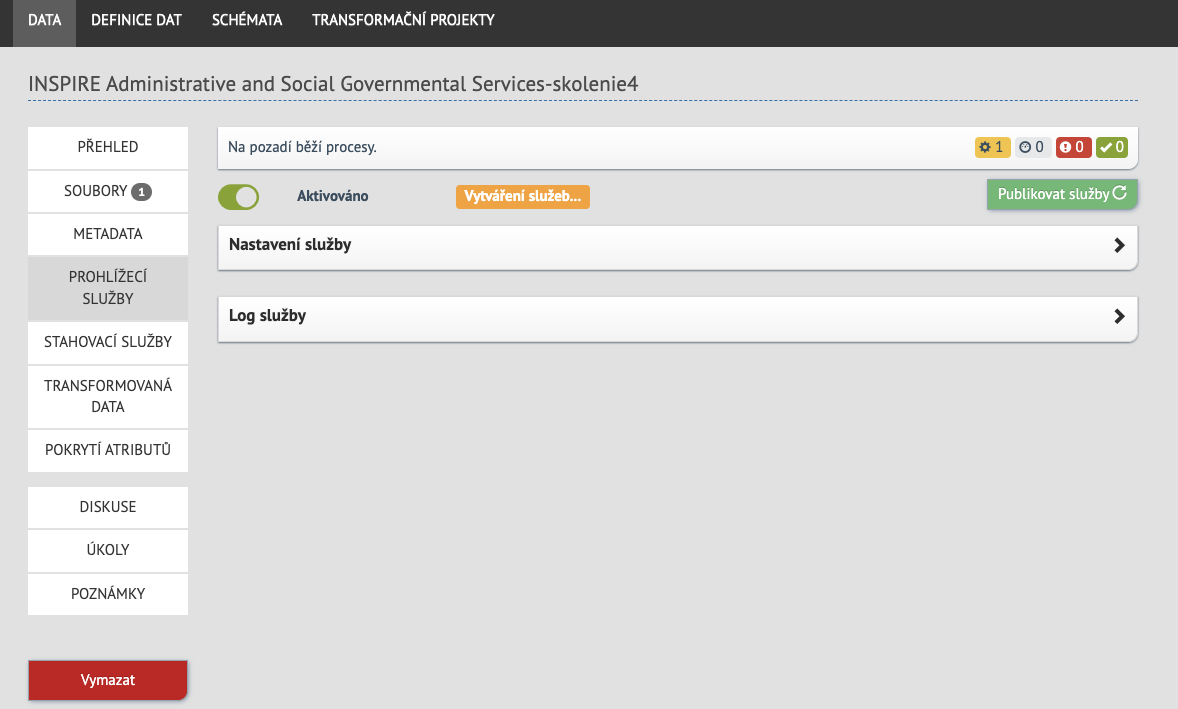 DATA DEFINICE DAT SCHÉMATA TRANSFORMAČNÍ PROJEKTY
INSPIRE Administrative and Social Governmental Services-skolenie4
PŘEHLED
SOUBORY 1
METADATA
PROHLÍŽECÍ
SLUŽBY
STAHOVACÍ SLUŽBY
TRANSFORMOVANÁ
DATA
POKRYTÍ ATRIBUTŮ
DISKUSE
ÚKOLY
POZNÁMKY
Vymazat
Na pozadí běží procesy. 1 0 0 0
Aktivováno Vytváření služeb... Publikovat služby
Nastavení služby
Log služby